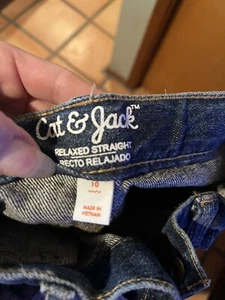 Cat & Jack™
RELAXED STRAIGHT
RECTO RELAJADO
10
MADE IN
VIETNAM